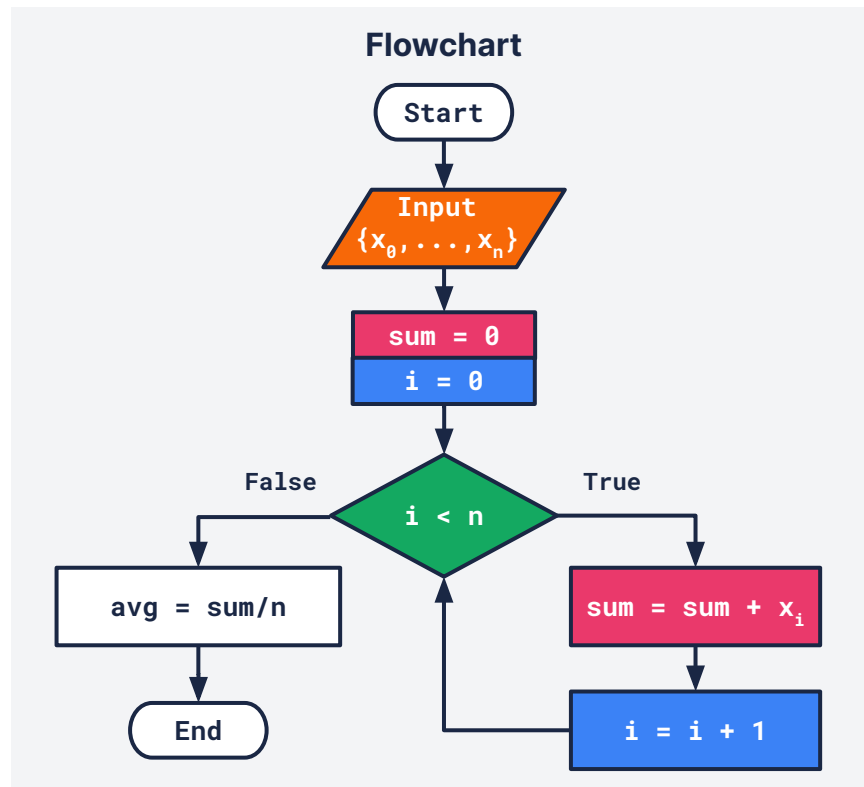 Flowchart
Start
Input
{x₀,...,xₙ}
sum = 0
i = 0
False
True
i < n
avg = sum/n
sum = sum + xᵢ
End
i = i + 1